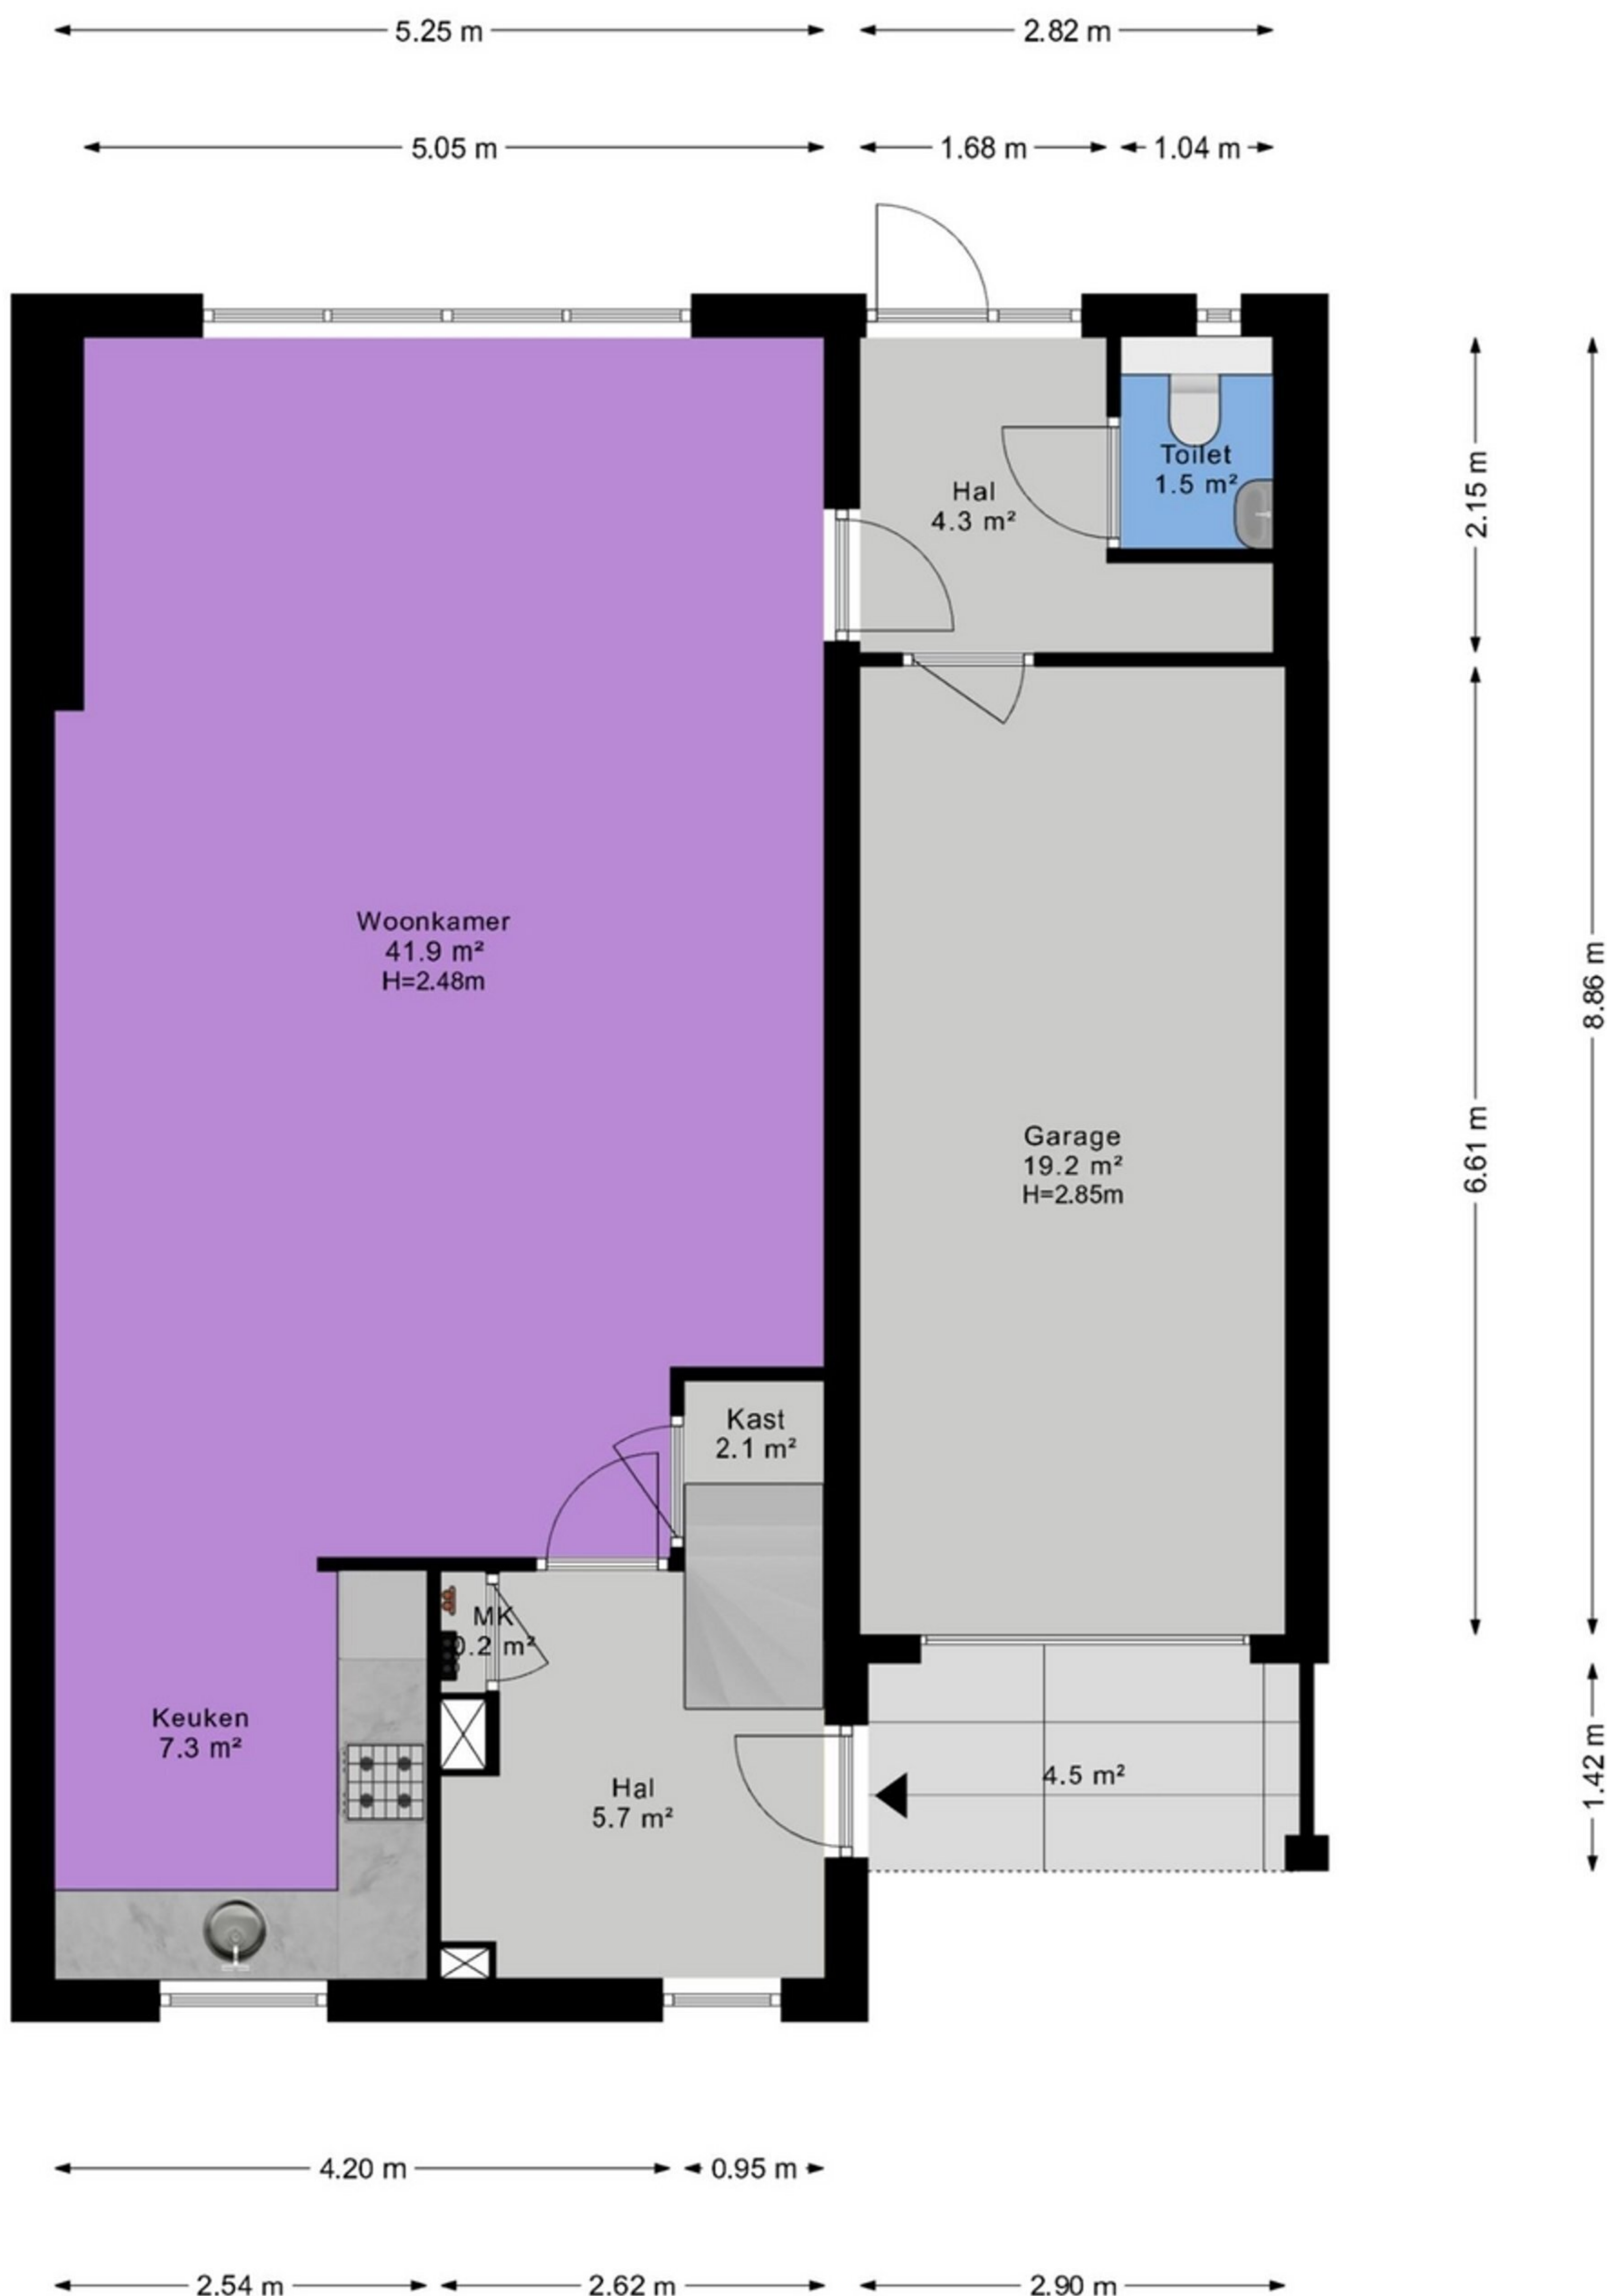 5.25 m
2.82 m
5.05 m
1.68 m
1.04 m
Toilet
1.5 m²
Hal
4.3 m²
2.15 m
Woonkamer
41.9 m²
H=2.48m
8.86 m
Garage
19.2 m²
H=2.85m
6.61 m
Kast
2.1 m²
MK
0.2 m²
Keuken
7.3 m²
Hal
5.7 m²
4.5 m²
1.42 m
4.20 m
0.95 m
2.54 m
2.62 m
2.90 m